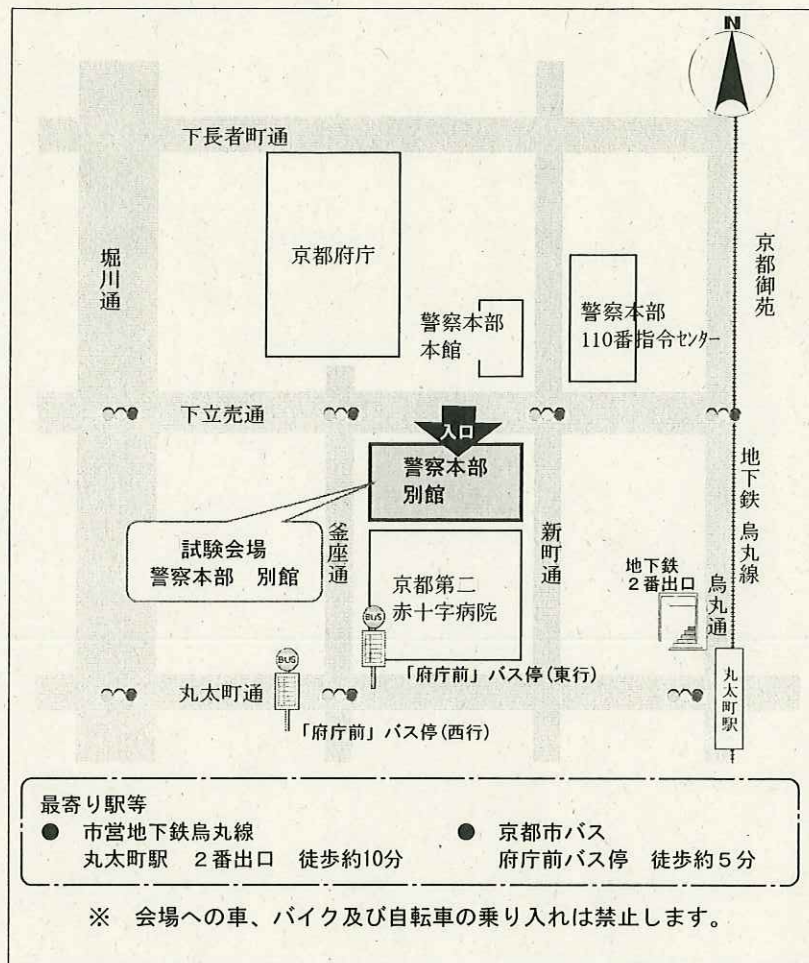 N
下長者町通
堀川通
京都府庁
警察本部
本館
警察本部
110番指令センター
京都御苑
下立売通
入口
警察本部
別館
試験会場
警察本部 別館
釜座通
京都第二
赤十字病院
新町通
地下鉄
２番出口
烏丸通
地下鉄 烏丸線
丸太町駅
BUS
BUS
「府庁前」バス停(東行)
丸太町通
「府庁前」バス停(西行)
最寄り駅等
● 市営地下鉄烏丸線
丸太町駅 ２番出口 徒歩約10分
● 京都市バス
府庁前バス停 徒歩約５分
※ 会場への車、バイク及び自転車の乗り入れは禁止します。